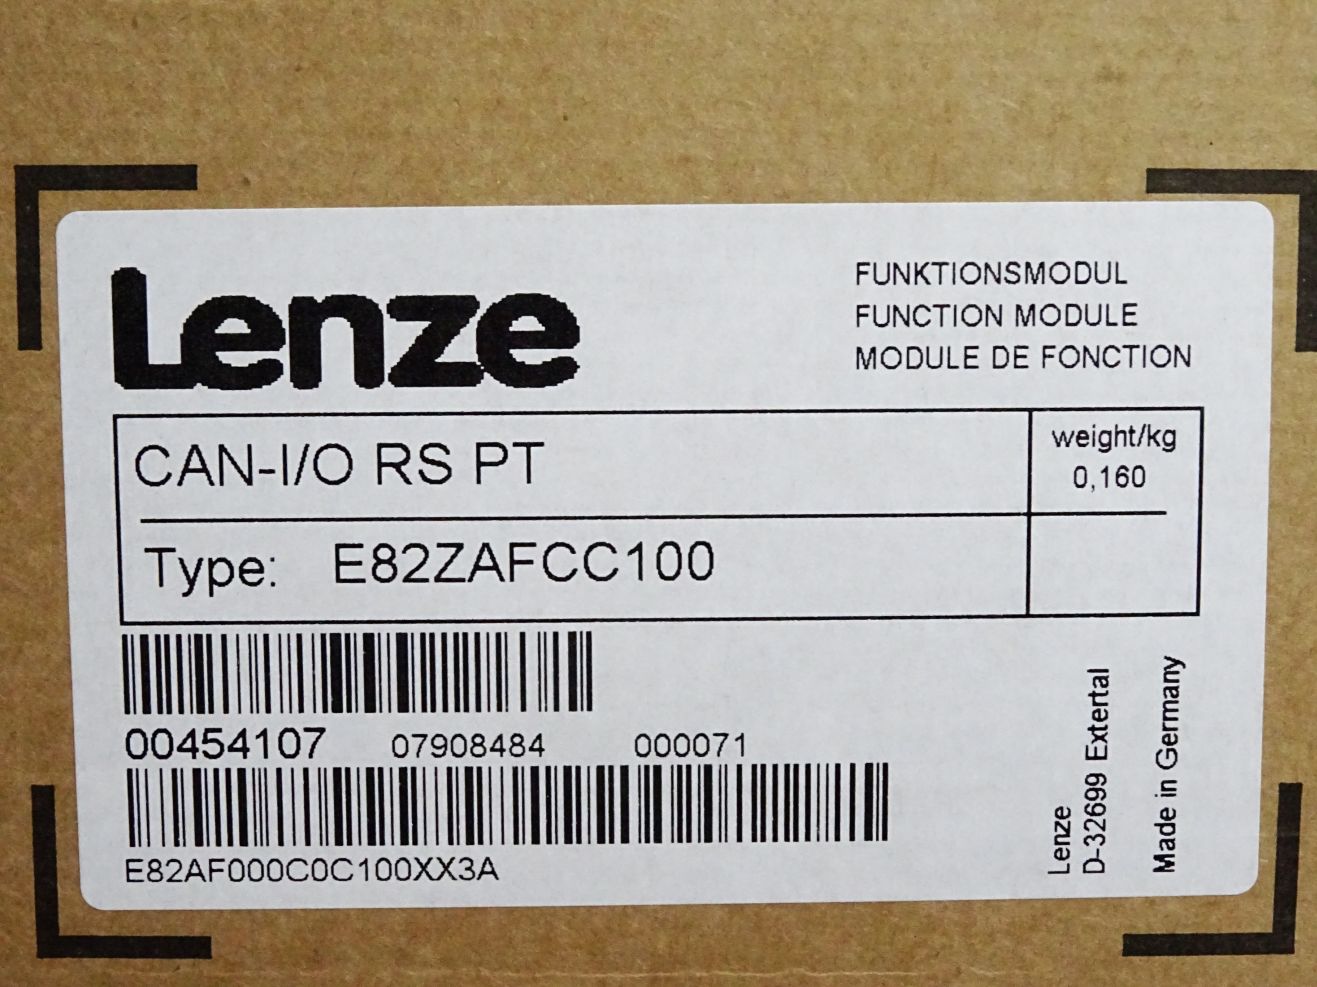 Lenze
FUNKTIONSMODUL
FUNCTION MODULE
MODULE DE FONCTION
CAN-I/O RS PT
weight/kg
0,160
Type: E82ZAFCC100
00454107 07908484 000071
E82AF000C0C100XX3A
Lenze
D-32699 Extertal
Made in Germany